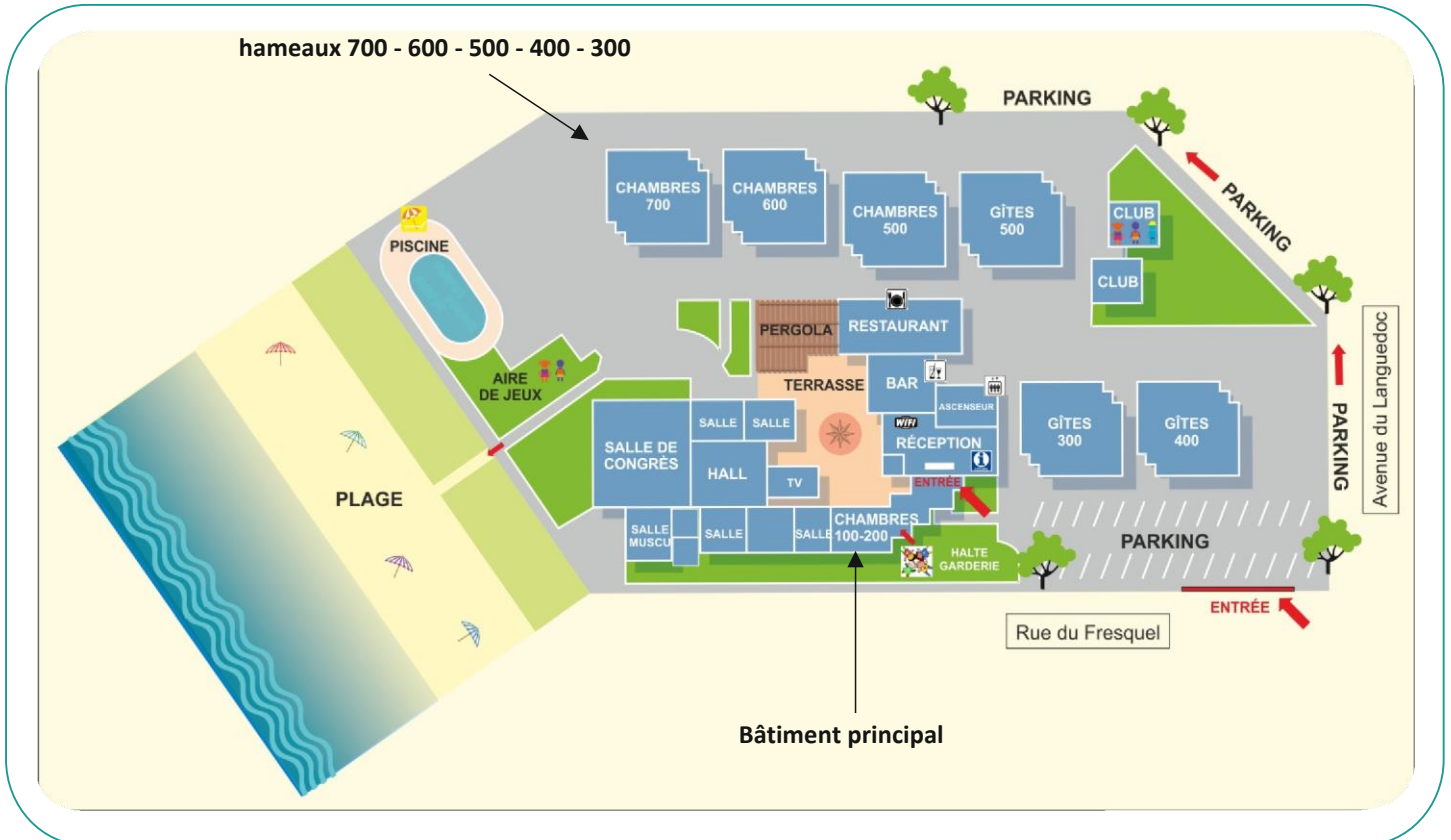 hameaux 700 - 600 - 500 - 400 - 300
PARKING
CHAMBRES
700
CHAMBRES
600
CHAMBRES
500
GÎTES
500
CLUB
CLUB
PARKING
PISCINE
PERGOLA
RESTAURANT
AIRE
DE JEUX
TERRASSE
BAR
ASCENSEUR
WiFi
RÉCEPTION
i
ENTRÉE
GÎTES
300
GÎTES
400
PARKING
Avenue du Languedoc
SALLE
SALLE
SALLE DE
CONGRÈS
HALL
TV
PLAGE
SALLE
MUSCU
SALLE
SALLE
CHAMBRES
100-200
HALTE
GARDERIE
PARKING
ENTRÉE
Rue du Fresquel
Bâtiment principal